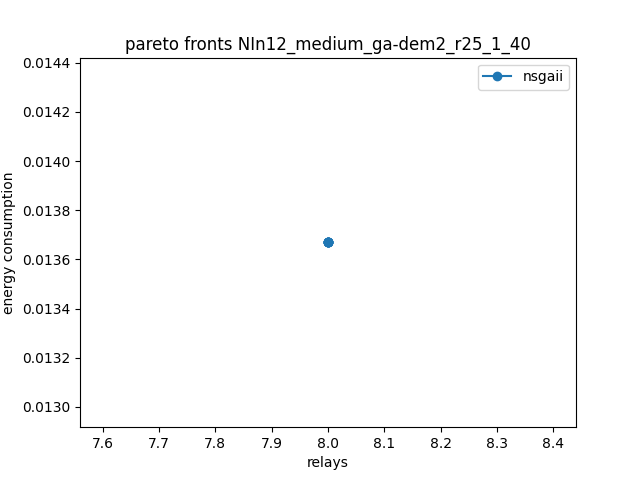 pareto fronts NIn12_medium_ga-dem2_r25_1_40
nsgaii
energy consumption
0.0144
0.0142
0.0140
0.0138
0.0136
0.0134
0.0132
0.0130
7.6 7.7 7.8 7.9 8.0 8.1 8.2 8.3 8.4
relays